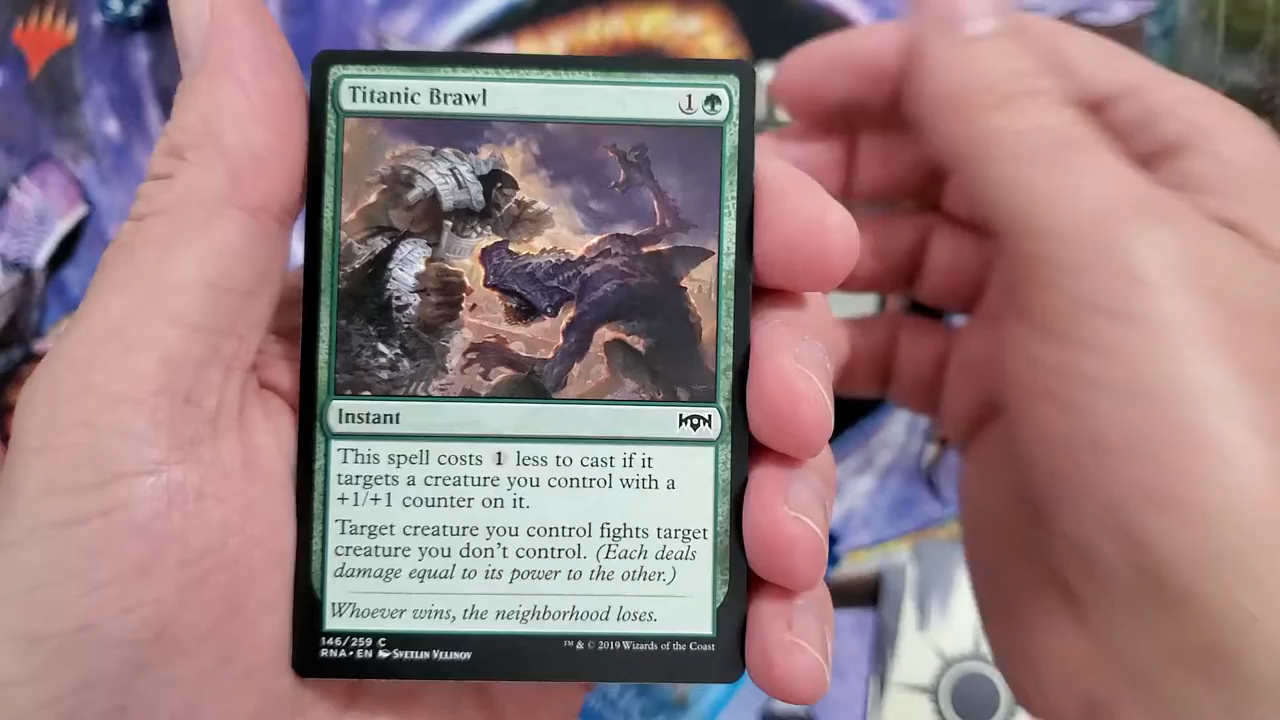 Titanic Brawl 1
Instant
This spell costs 1 less to cast if it
targets a creature you control with a
+1/+1 counter on it.
Target creature you control fights target
creature you don't control. (Each deals
damage equal to its power to the other.)
Whoever wins, the neighborhood loses.
146/259 C
RNA • EN Svetlin Velinov
™ & © 2019 Wizards of the Coast